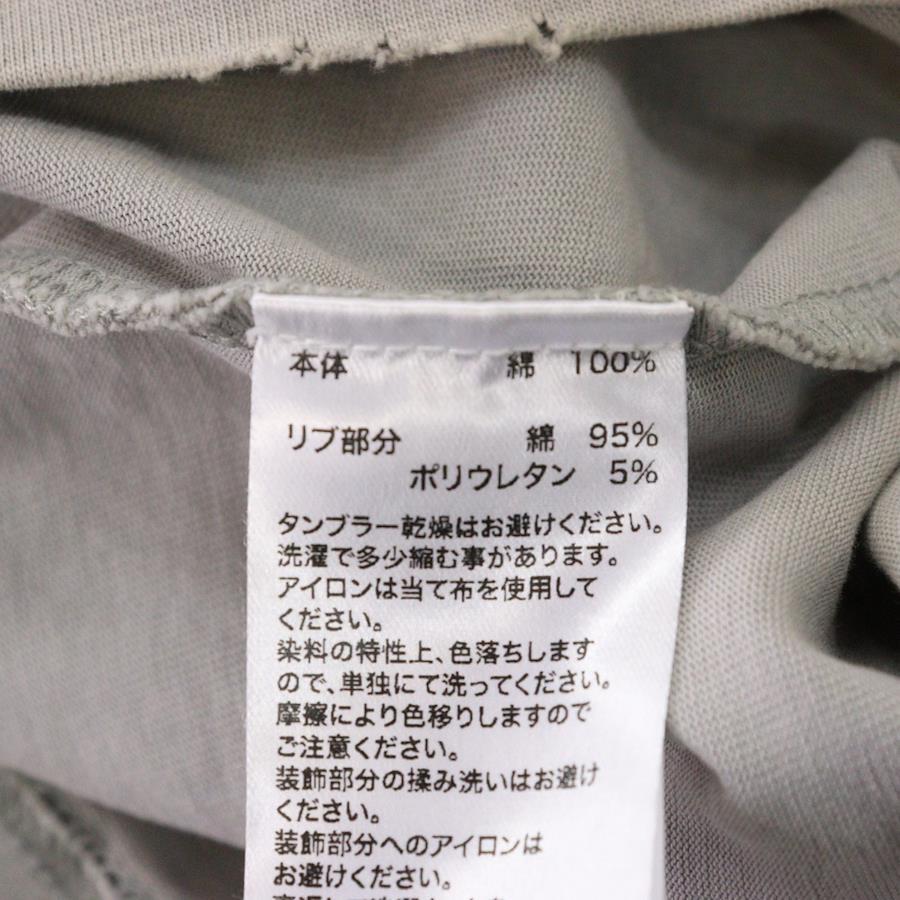 本体 綿 100%
リブ部分 綿 95%
ポリウレタン 5%
タンブラー乾燥はお避けください。
洗濯で多少縮む事があります。
アイロンは当て布を使用して
ください。
染料の特性上、色落ちします
ので、単独にて洗ってください。
摩擦により色移りしますので
ご注意ください。
装飾部分の揉み洗いはお避け
ください。
装飾部分へのアイロンは
お避けください。